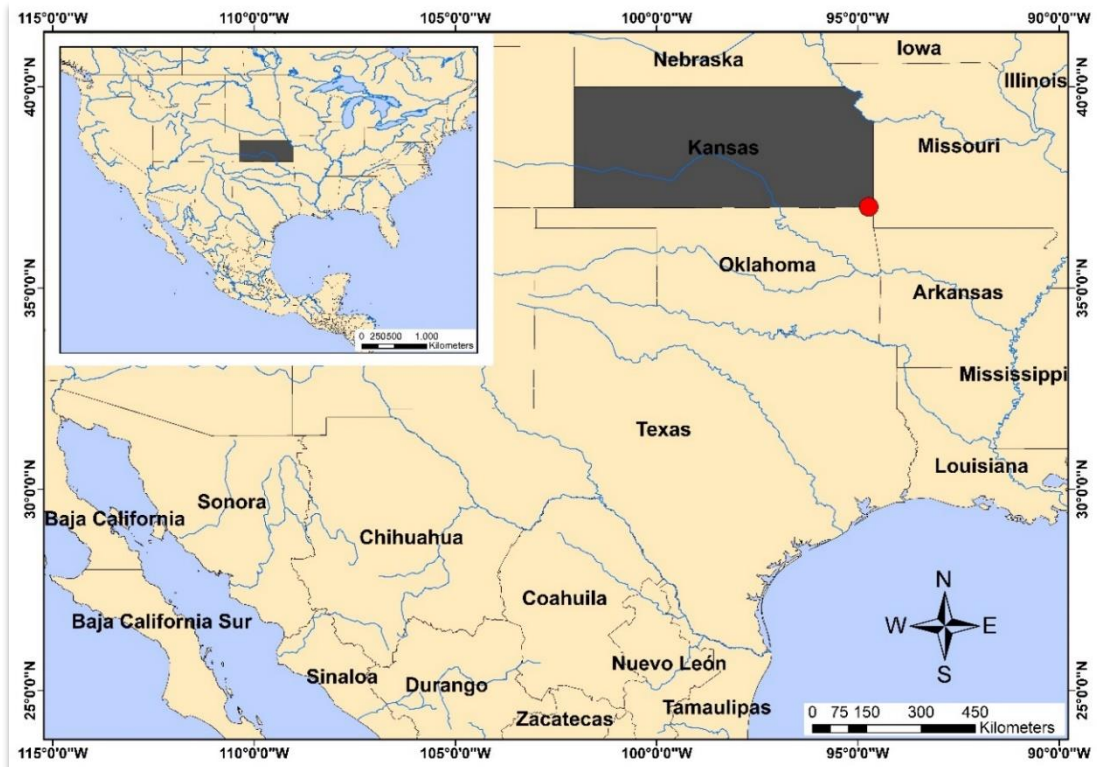 115°0'0"W 110°0'0"W 105°0'0"W 100°0'0"W 95°0'0"W 90°0'0"W
40°0'0"N
35°0'0"N
30°0'0"N
25°0'0"N
0 250500 1,000
Kilometers
Nebraska
Iowa
Illinois
Kansas
Missouri
Oklahoma
Arkansas
Mississippi
Texas
Louisiana
Sonora
Baja California
Chihuahua
Coahuila
Baja California Sur
Nuevo León
Sinaloa
Durango
Tamaulipas
Zacatecas
N
W E
S
0 75 150 300 450
Kilometers
40°0'0"N
35°0'0"N
30°0'0"N
25°0'0"N
115°0'0"W 110°0'0"W 105°0'0"W 100°0'0"W 95°0'0"W 90°0'0"W